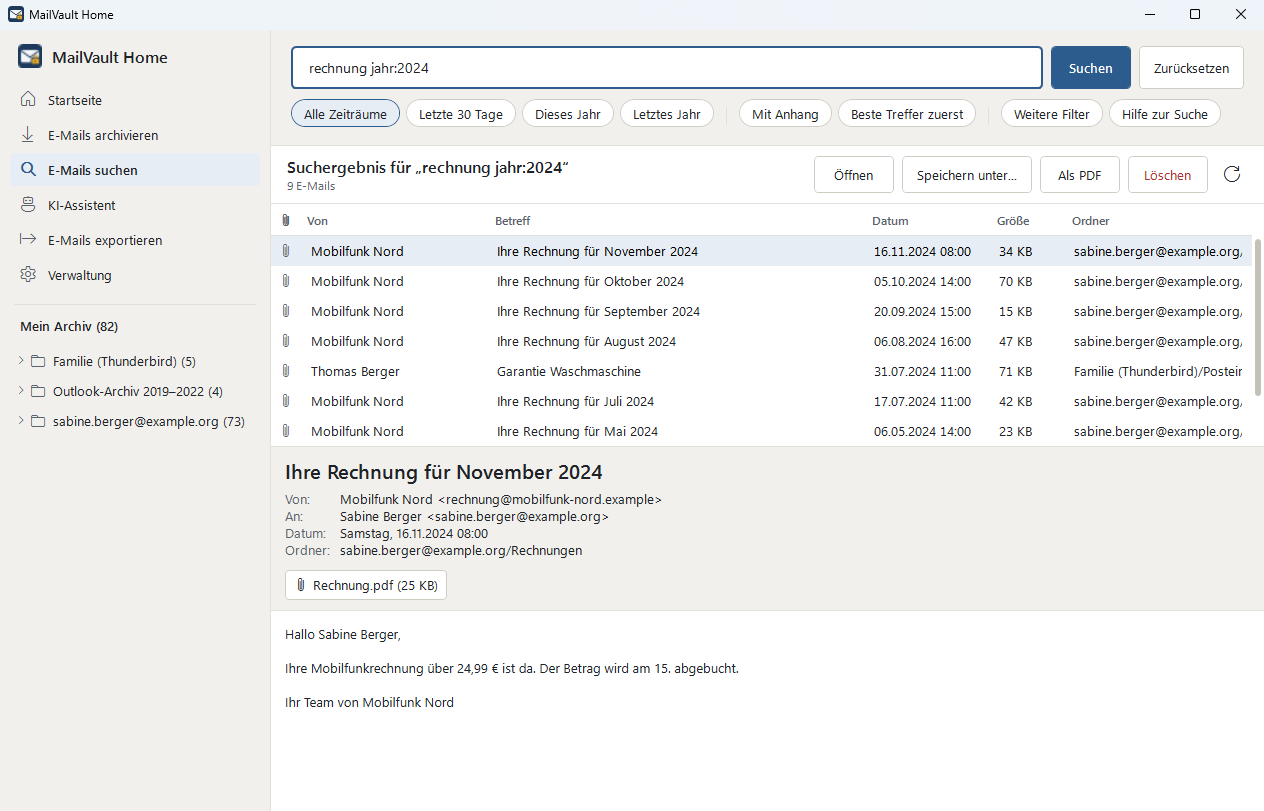 MailVault Home
MailVault Home
Startseite
E-Mails archivieren
E-Mails suchen
KI-Assistent
E-Mails exportieren
Verwaltung
Mein Archiv (82)
Familie (Thunderbird) (5)
Outlook-Archiv 2019–2022 (4)
sabine.berger@example.org (73)
rechnung jahr:2024 Suchen Zurücksetzen
Alle Zeiträume Letzte 30 Tage Dieses Jahr Letztes Jahr Mit Anhang Beste Treffer zuerst Weitere Filter Hilfe zur Suche
Suchergebnis für „rechnung jahr:2024“
9 E-Mails
Öffnen Speichern unter... Als PDF Löschen
Von Betreff Datum Größe Ordner
Mobilfunk Nord Ihre Rechnung für November 2024 16.11.2024 08:00 34 KB sabine.berger@example.org/
Mobilfunk Nord Ihre Rechnung für Oktober 2024 05.10.2024 14:00 70 KB sabine.berger@example.org/
Mobilfunk Nord Ihre Rechnung für September 2024 20.09.2024 15:00 15 KB sabine.berger@example.org/
Mobilfunk Nord Ihre Rechnung für August 2024 06.08.2024 16:00 47 KB sabine.berger@example.org/
Thomas Berger Garantie Waschmaschine 31.07.2024 11:00 71 KB Familie (Thunderbird)/Postein
Mobilfunk Nord Ihre Rechnung für Juli 2024 17.07.2024 11:00 42 KB sabine.berger@example.org/
Mobilfunk Nord Ihre Rechnung für Mai 2024 06.05.2024 14:00 23 KB sabine.berger@example.org/
Ihre Rechnung für November 2024
Von: Mobilfunk Nord <rechnung@mobilfunk-nord.example>
An: Sabine Berger <sabine.berger@example.org>
Datum: Samstag, 16.11.2024 08:00
Ordner: sabine.berger@example.org/Rechnungen
Rechnung.pdf (25 KB)
Hallo Sabine Berger,
Ihre Mobilfunkrechnung über 24,99 € ist da. Der Betrag wird am 15. abgebucht.
Ihr Team von Mobilfunk Nord